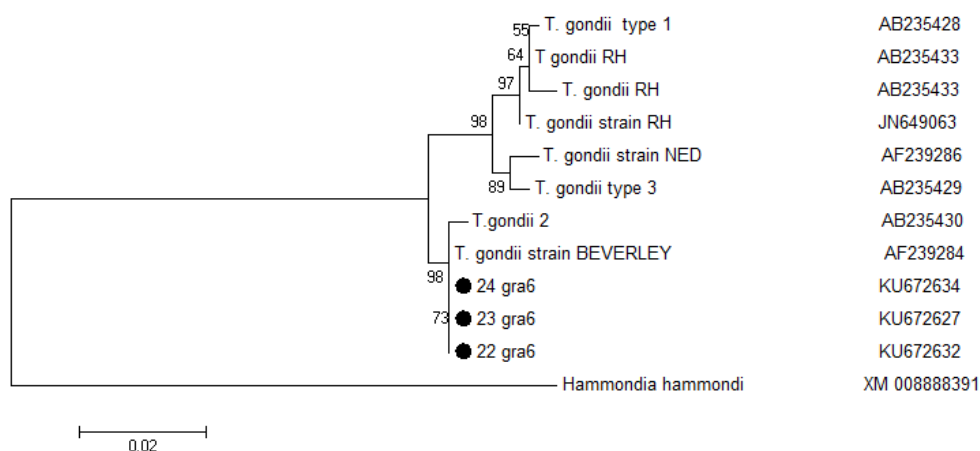 55 T. gondii type 1 AB235428
64 T gondii RH AB235433
97 T. gondii RH AB235433
98 T. gondii strain RH JN649063
T. gondii strain NED AF239286
89 T. gondii type 3 AB235429
T.gondii 2 AB235430
T. gondii strain BEVERLEY AF239284
98 24 gra6 KU672634
73 23 gra6 KU672627
22 gra6 KU672632
Hammondia hammondi XM 008888391
0.02